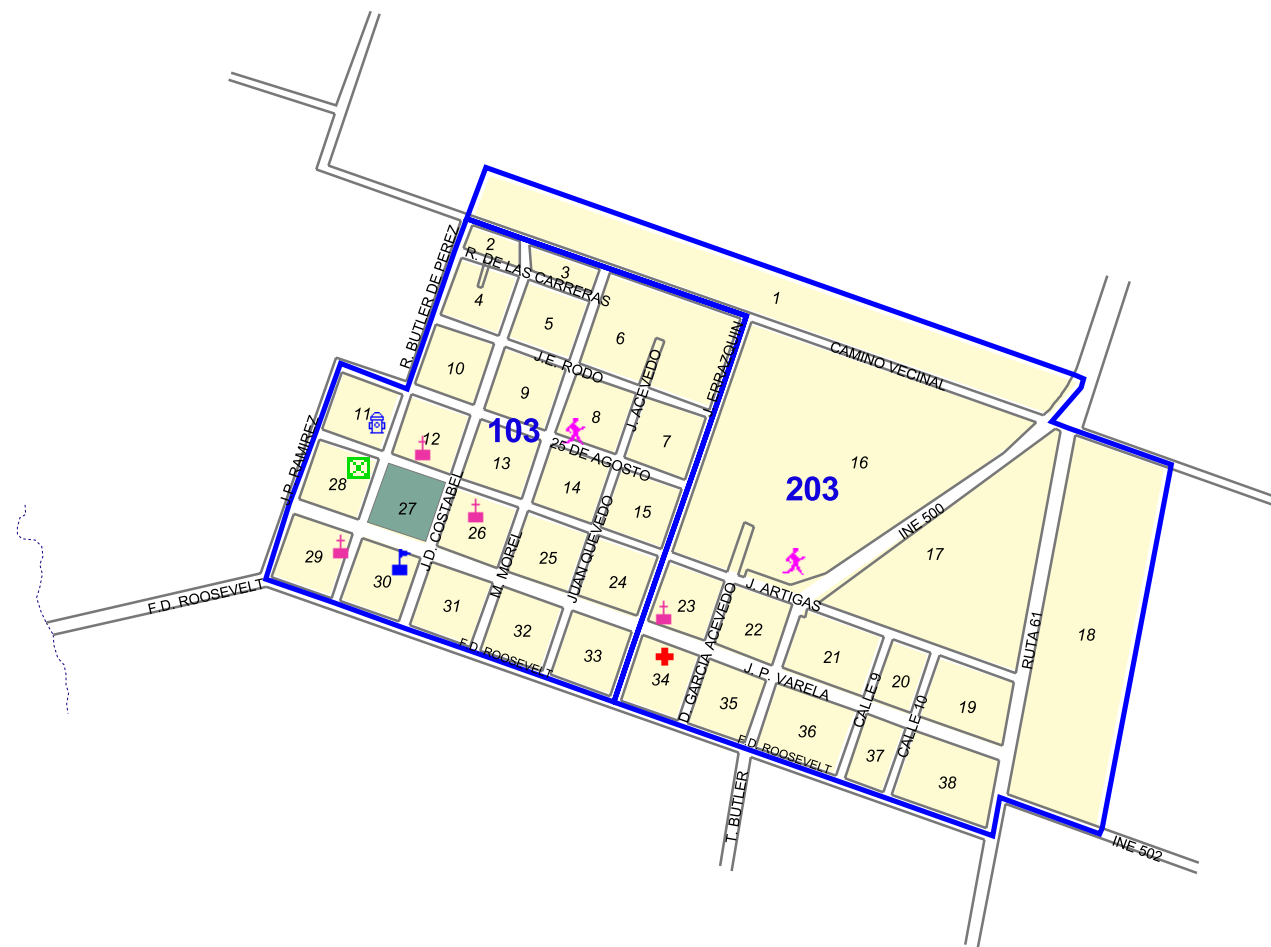 1
2
R. DE LAS CARRERAS
3
R. BUTLER DE PEREZ
4
5
6
I. ERRAZQUIN
CAMINO VECINAL
10
J.E. RODO
9
J. ACEVEDO
8
7
11
12
103
13
25 DE AGOSTO
16
203
I.P. RAMIREZ
28
27
J.D. COSTABEL
14
15
26
M. MOREL
25
JUAN QUEVEDO
24
INE 500
17
29
30
31
32
33
F.D. ROOSEVELT
F.D. ROOSEVELT
J. ARTIGAS
23
D. GARCIA ACEVEDO
22
21
20
19
RUTA 61
18
34
35
J. P. VARELA
36
CALLE 9
37
CALLE 10
38
F.D. ROOSEVELT
T. BUTLER
INE 502